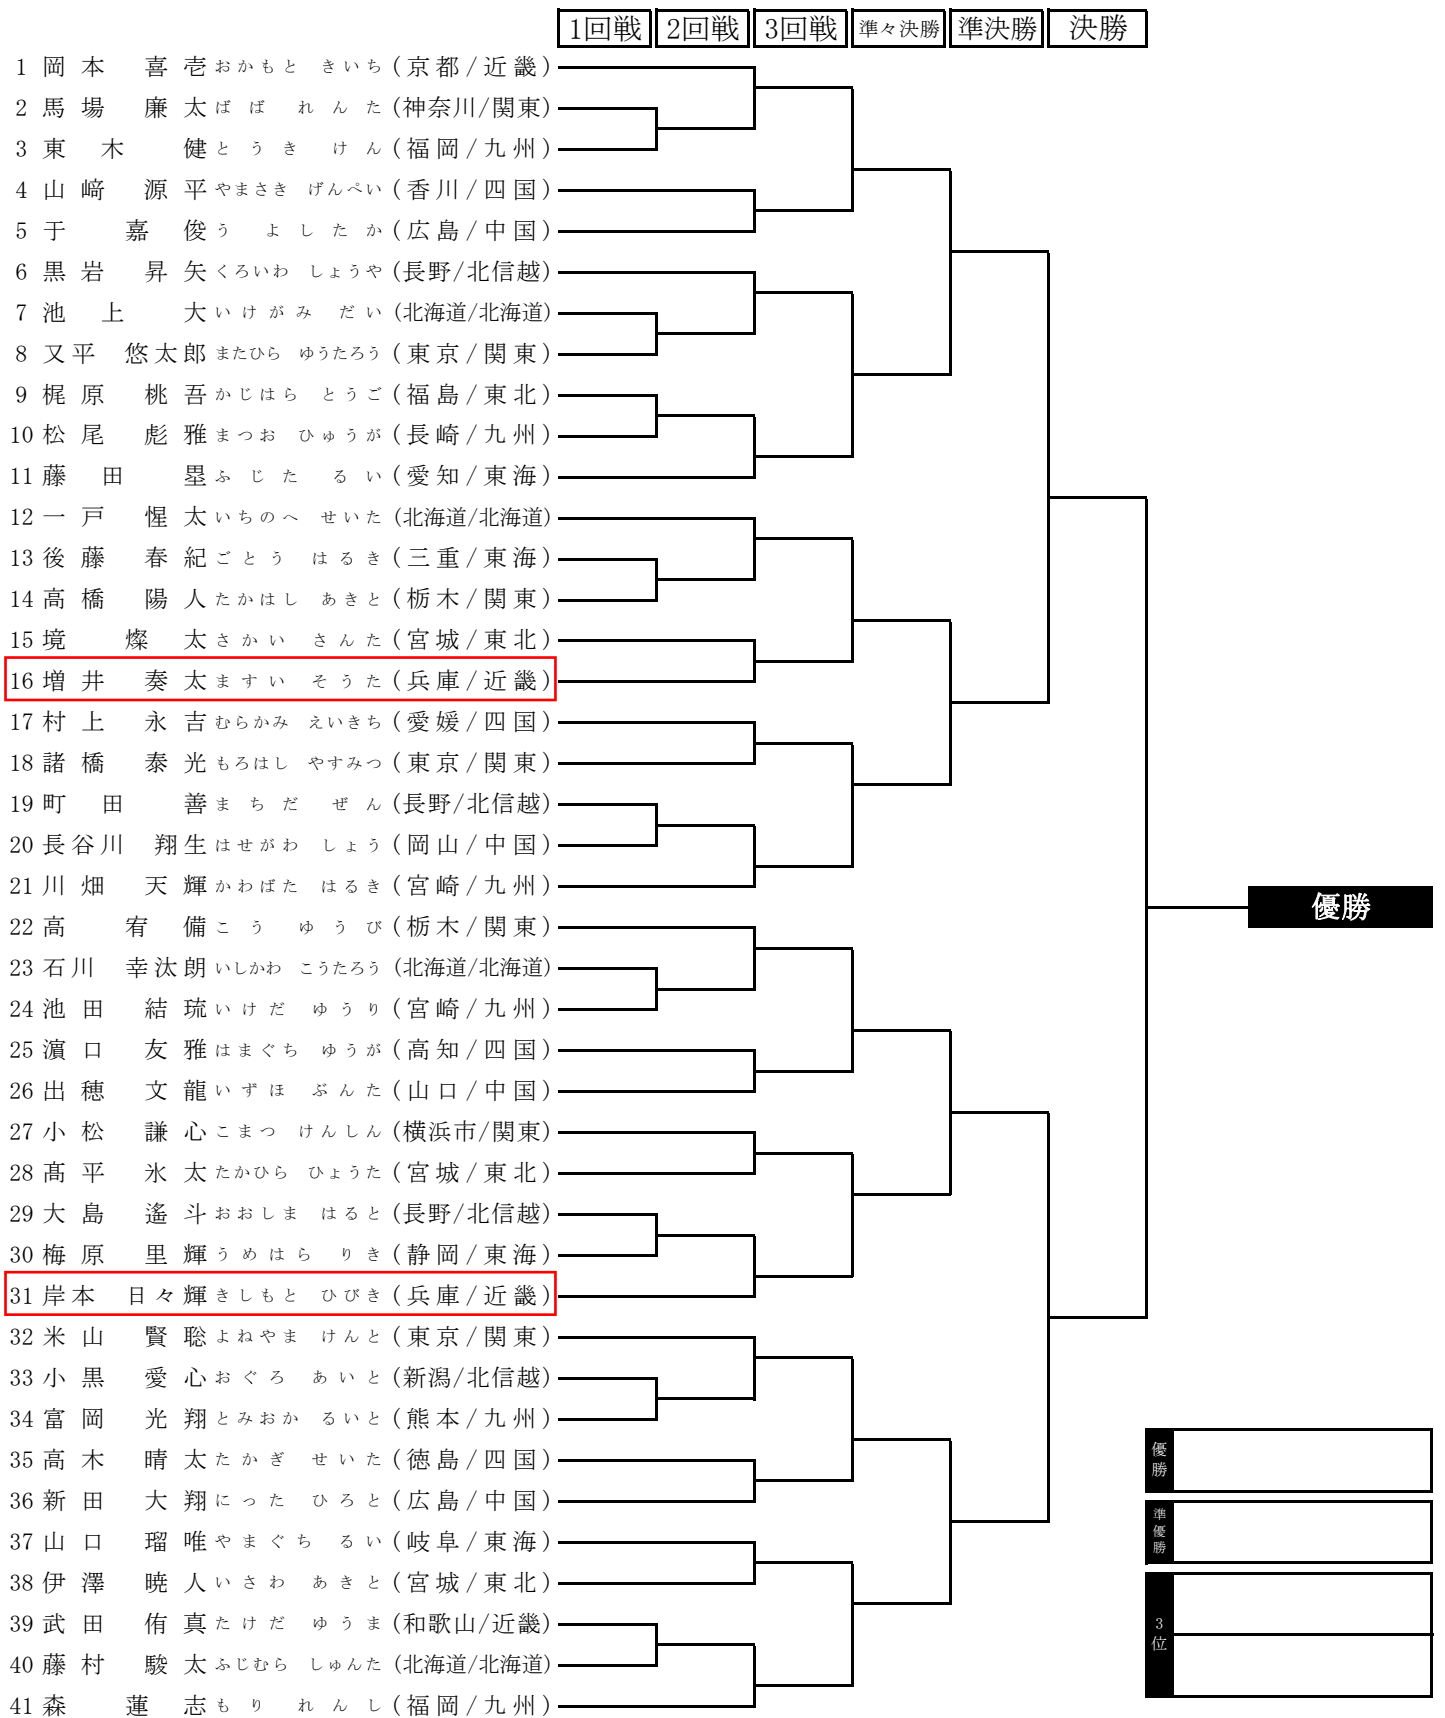 1回戦 2回戦 3回戦 準々決勝 準決勝 決勝
1 岡本 喜壱 おかもと きいち (京都/近畿)
2 馬場 廉太 ばば れんた (神奈川/関東)
3 東木 健 とうき けん (福岡/九州)
4 山﨑 源平 やまさき げんぺい (香川/四国)
5 于 嘉俊 う よしたか (広島/中国)
6 黒岩 昇矢 くろいわ しょうや (長野/北信越)
7 池上 大 いけがみ だい (北海道/北海道)
8 又平 悠太郎 またひら ゆうたろう (東京/関東)
9 梶原 桃吾 かじはら とうご (福島/東北)
10 松尾 彪雅 まつお ひゅうが (長崎/九州)
11 藤田 塁 ふじた るい (愛知/東海)
12 一戸 惺太 いちのへ せいた (北海道/北海道)
13 後藤 春紀 ごとう はるき (三重/東海)
14 高橋 陽人 たかはし あきと (栃木/関東)
15 境 燦太 さかい さんた (宮城/東北)
16 増井 奏太 ますい そうた (兵庫/近畿)
17 村上 永吉 むらかみ えいきち (愛媛/四国)
18 諸橋 泰光 もろはし やすみつ (東京/関東)
19 町田 善 まちだ ぜん (長野/北信越)
20 長谷川 翔生 はせがわ しょう (岡山/中国)
21 川畑 天輝 かわばた はるき (宮崎/九州)
優勝
22 高 宥備 こう ゆうび (栃木/関東)
23 石川 幸汰朗 いしかわ こうたろう (北海道/北海道)
24 池田 結琉 いけだ ゆうり (宮崎/九州)
25 濵口 友雅 はまぐち ゆうが (高知/四国)
26 出穂 文龍 いずほ ぶんた (山口/中国)
27 小松 謙心 こまつ けんしん (横浜市/関東)
28 髙平 氷太 たかひら ひょうた (宮城/東北)
29 大島 遙斗 おおしま はると (長野/北信越)
30 梅原 里輝 うめはら りき (静岡/東海)
31 岸本 日々輝 きしもと ひびき (兵庫/近畿)
32 米山 賢聡 よねやま けんと (東京/関東)
33 小黒 愛心 おぐろ あいと (新潟/北信越)
34 富岡 光翔 とみおか るいと (熊本/九州)
35 高木 晴太 たかぎ せいた (徳島/四国)
36 新田 大翔 にった ひろと (広島/中国)
37 山口 瑠唯 やまぐち るい (岐阜/東海)
38 伊澤 暁人 いさわ あきと (宮城/東北)
39 武田 侑真 たけだ ゆうま (和歌山/近畿)
40 藤村 駿太 ふじむら しゅんた (北海道/北海道)
41 森 蓮志 もり れんし (福岡/九州)
優勝
準優勝
3位